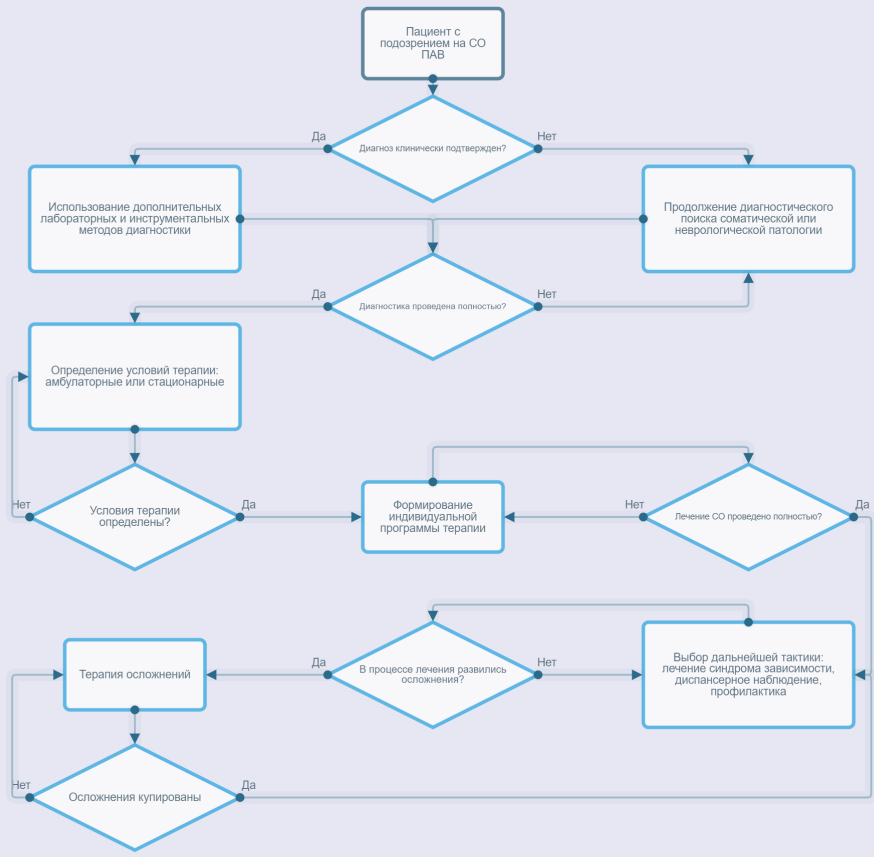 Пациент с
подозрением на СО
ПАВ
Да
Диагноз клинически подтвержден?
Нет
Использование дополнительных
лабораторных и инструментальных
методов диагностики
Продолжение диагностического
поиска соматической или
неврологической патологии
Да
Диагностика проведена полностью?
Нет
Определение условий терапии:
амбулаторные или стационарные
Нет
Условия терапии
определены?
Да
Формирование
индивидуальной
программы терапии
Нет
Лечение СО проведено полностью?
Да
Терапия осложнений
Да
В процессе лечения развились
осложнения?
Нет
Выбор дальнейшей тактики:
лечение синдрома зависимости,
диспансерное наблюдение,
профилактика
Нет
Осложнения купированы
Да